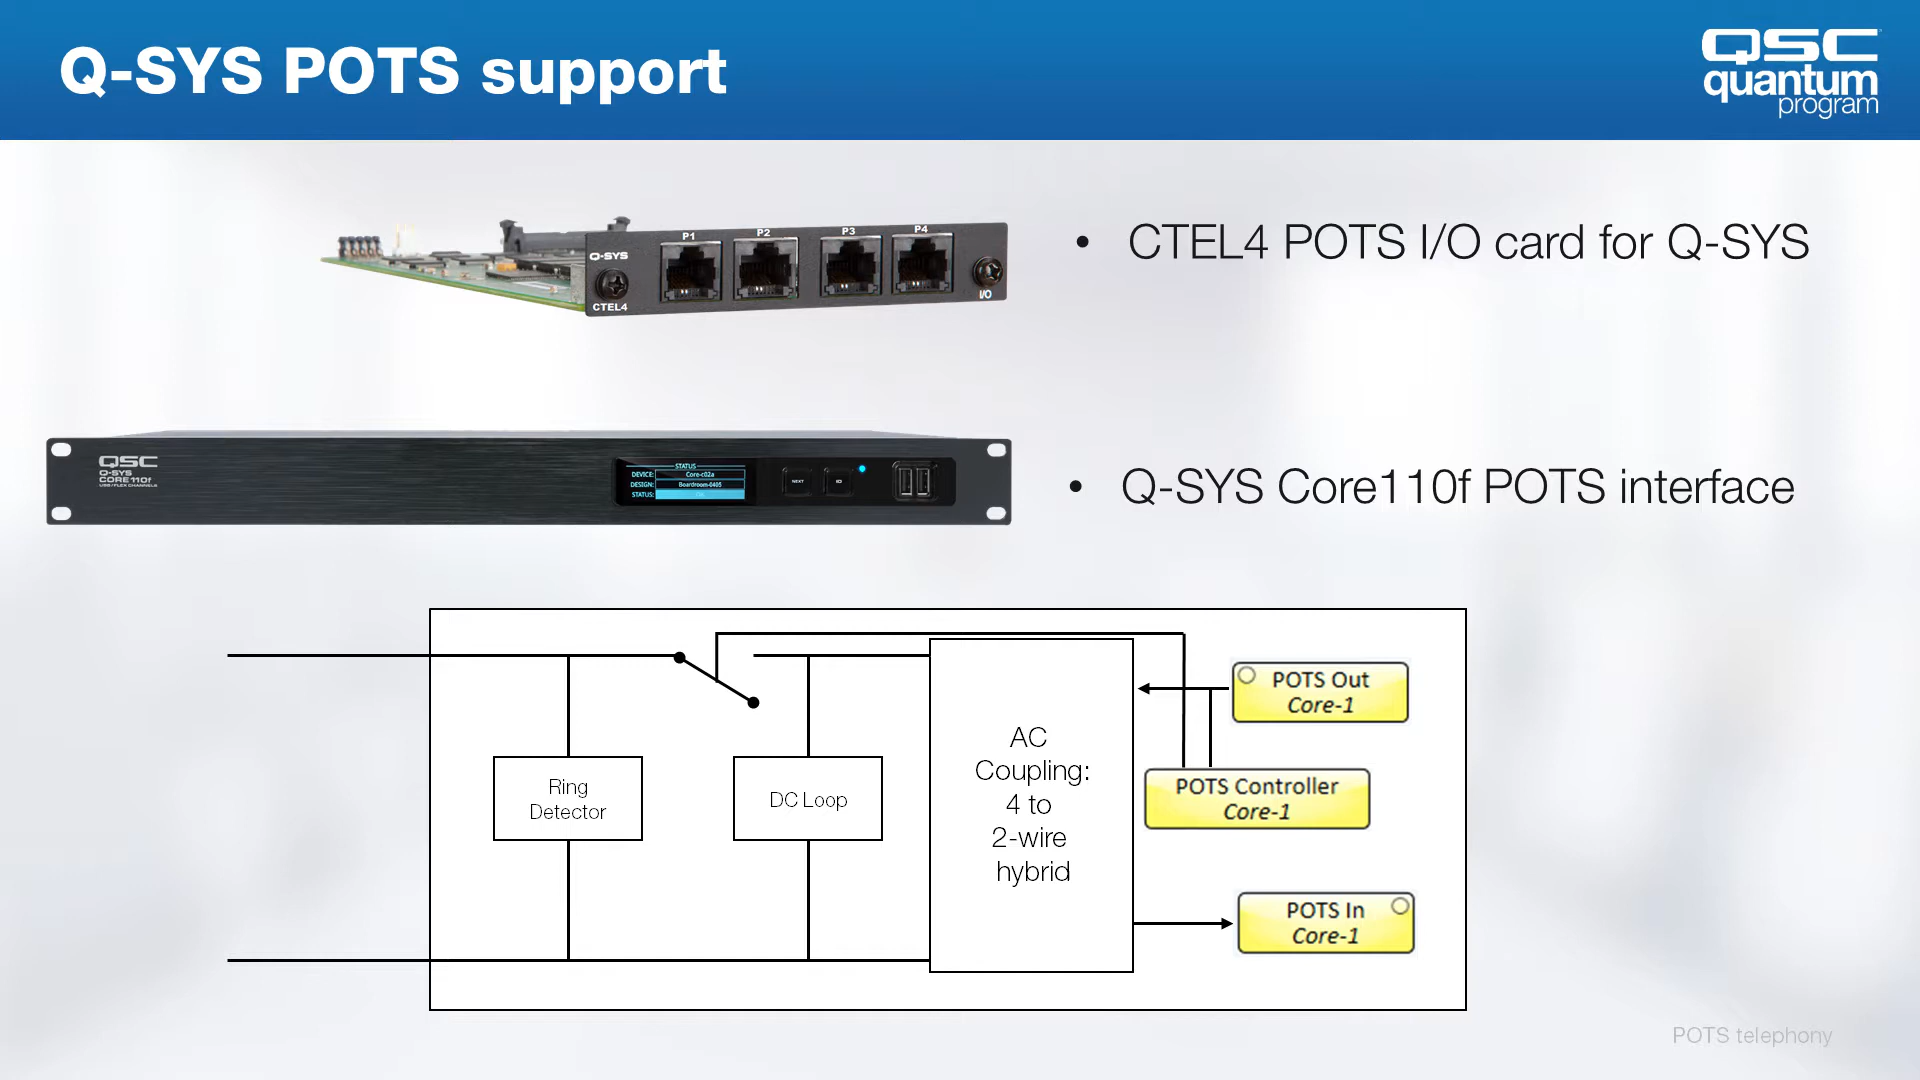 Q-SYS POTS support
QSC
quantum
program
P1 P2 P3 P4
Q-SYS
CTEL4
I/O
• CTEL4 POTS I/O card for Q-SYS
QSC
Q-SYS
CORE 110f
USB / FLEX CHANNELS
STATUS
DEVICE: Core-c02a
DESIGN: Boardroom-0405
STATUS:
NEXT
• Q-SYS Core110f POTS interface
Ring
Detector
DC Loop
AC
Coupling:
4 to
2-wire
hybrid
POTS Out
Core-1
POTS Controller
Core-1
POTS In
Core-1
POTS telephony